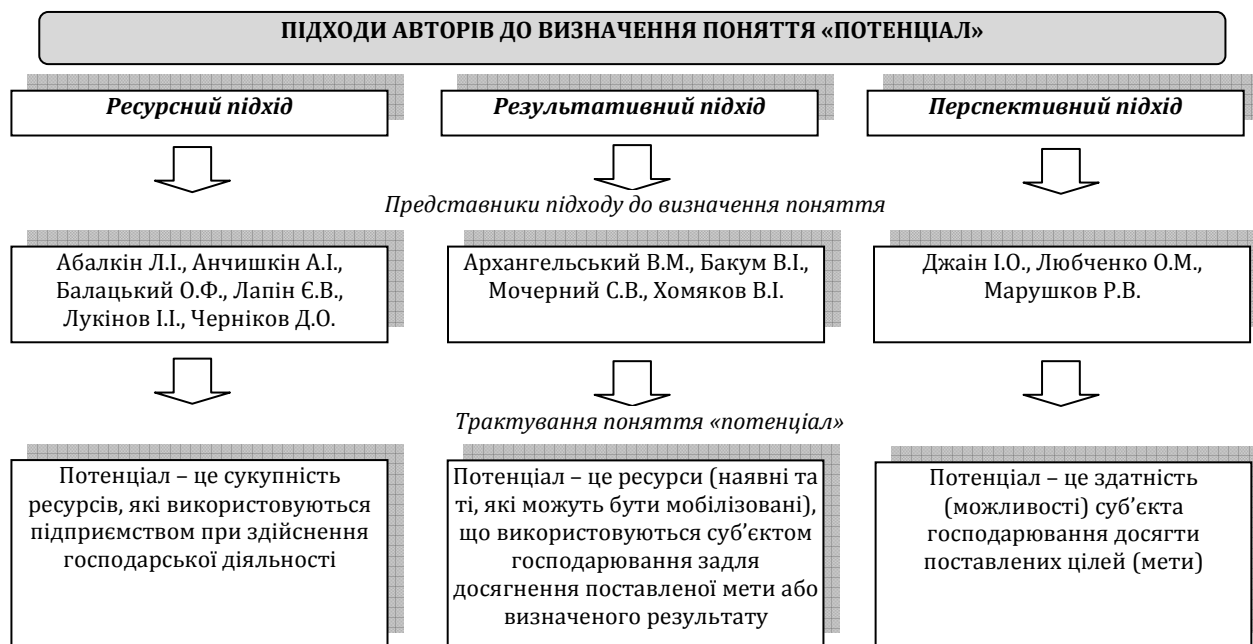 ПІДХОДИ АВТОРІВ ДО ВИЗНАЧЕННЯ ПОНЯТТЯ «ПОТЕНЦІАЛ»
Ресурсний підхід
Результативний підхід
Перспективний підхід
Представники підходу до визначення поняття
Абалкін Л.І., Анчишкін А.І.,
Балацький О.Ф., Лапін Є.В.,
Лукінов І.І., Черніков Д.О.
Архангельський В.М., Бакум В.І.,
Мочерний С.В., Хомяков В.І.
Джаін І.О., Любченко О.М.,
Марушков Р.В.
Трактування поняття «потенціал»
Потенціал – це сукупність
ресурсів, які використовуються
підприємством при здійснення
господарської діяльності
Потенціал – це ресурси (наявні та
ті, які можуть бути мобілізовані),
що використовуються суб’єктом
господарювання задля
досягнення поставленої мети або
визначеного результату
Потенціал – це здатність
(можливості) суб’єкта
господарювання досягти
поставлених цілей (мети)